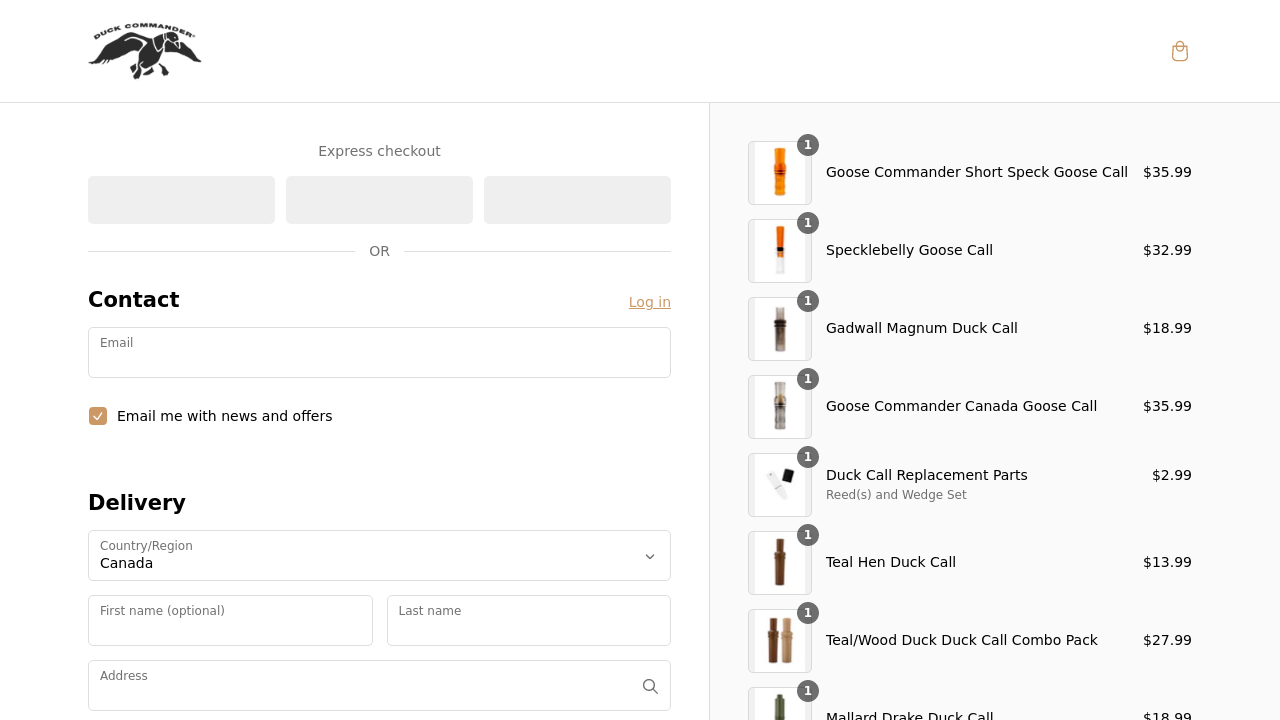 DUCK COMMANDER
Express checkout
OR
Contact
Log in
Email
Email me with news and offers
Delivery
Country/Region
Canada
First name (optional)
Last name
Address
1
Goose Commander Short Speck Goose Call
$35.99
1
Specklebelly Goose Call
$32.99
1
Gadwall Magnum Duck Call
$18.99
1
Goose Commander Canada Goose Call
$35.99
1
Duck Call Replacement Parts
Reed(s) and Wedge Set
$2.99
1
Teal Hen Duck Call
$13.99
1
Teal/Wood Duck Duck Call Combo Pack
$27.99
1
Mallard Drake Duck Call
$18.99